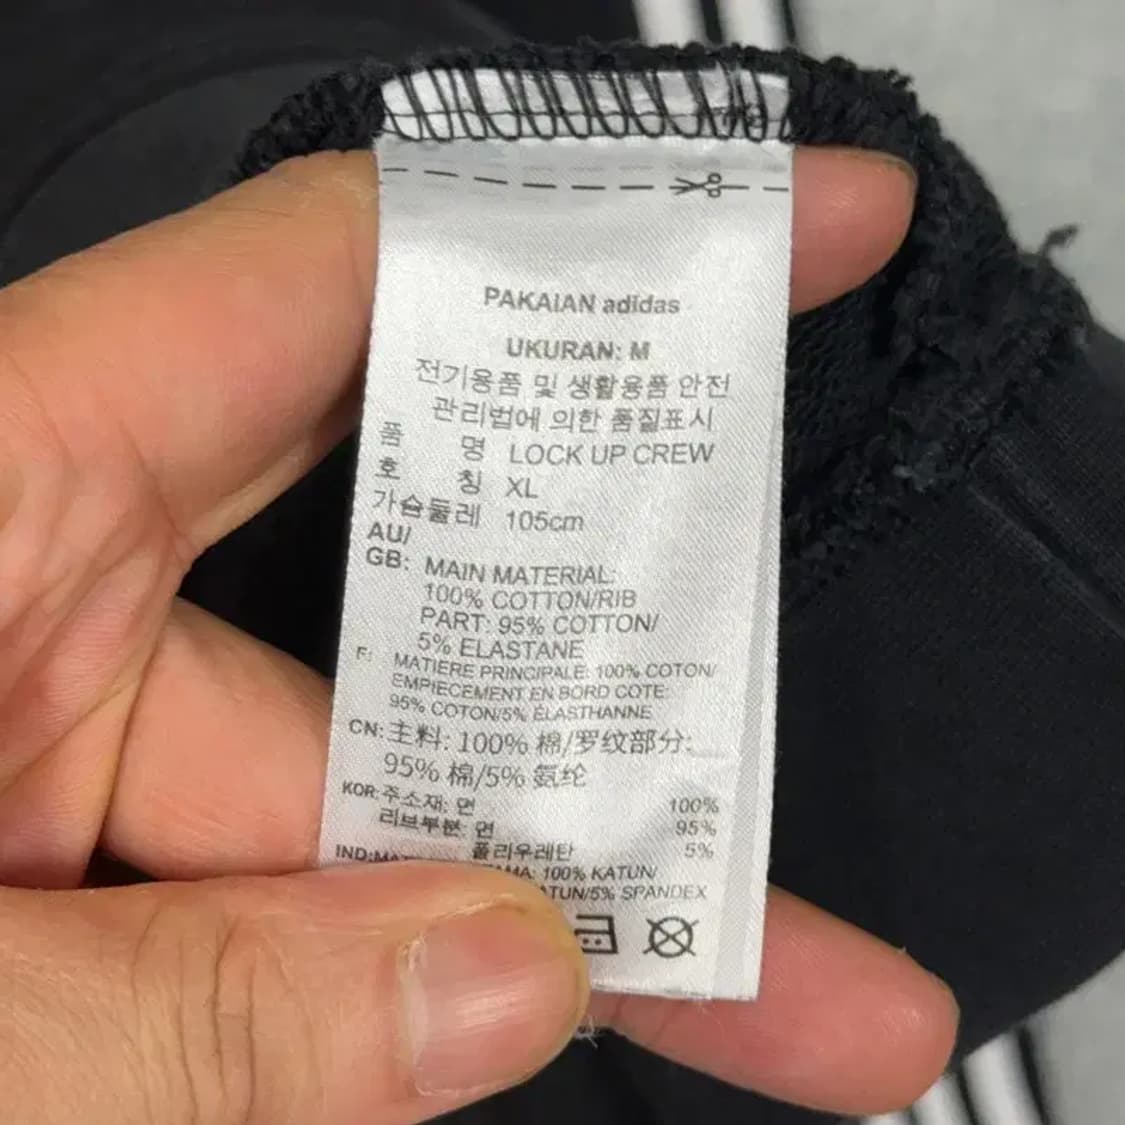 PAKAIAN adidas
UKURAN: M
전기용품 및 생활용품 안전
관리법에 의한 품질표시
품 명 LOCK UP CREW
호 칭 XL
가슴둘레 105cm
AU/
GB: MAIN MATERIAL:
100% COTTON/RIB
PART: 95% COTTON/
5% ELASTANE
F: MATIERE PRINCIPALE: 100% COTON/
EMPIECEMENT EN BORD COTE:
95% COTON/5% ÉLASTHANNE
CN: 主料: 100% 棉/罗纹部分:
95% 棉/5% 氨纶
KOR: 주소재: 면 100%
리브부분: 면 95%
폴리우레탄 5%
IND: 100% KATUN/
5% SPANDEX